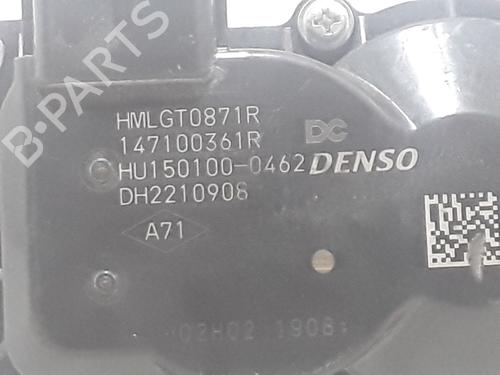 B-PARTS
HMLGT0871R
147100361R
HU150100-0462 DENSO
DC
DH2210908
A71
02H02 1908